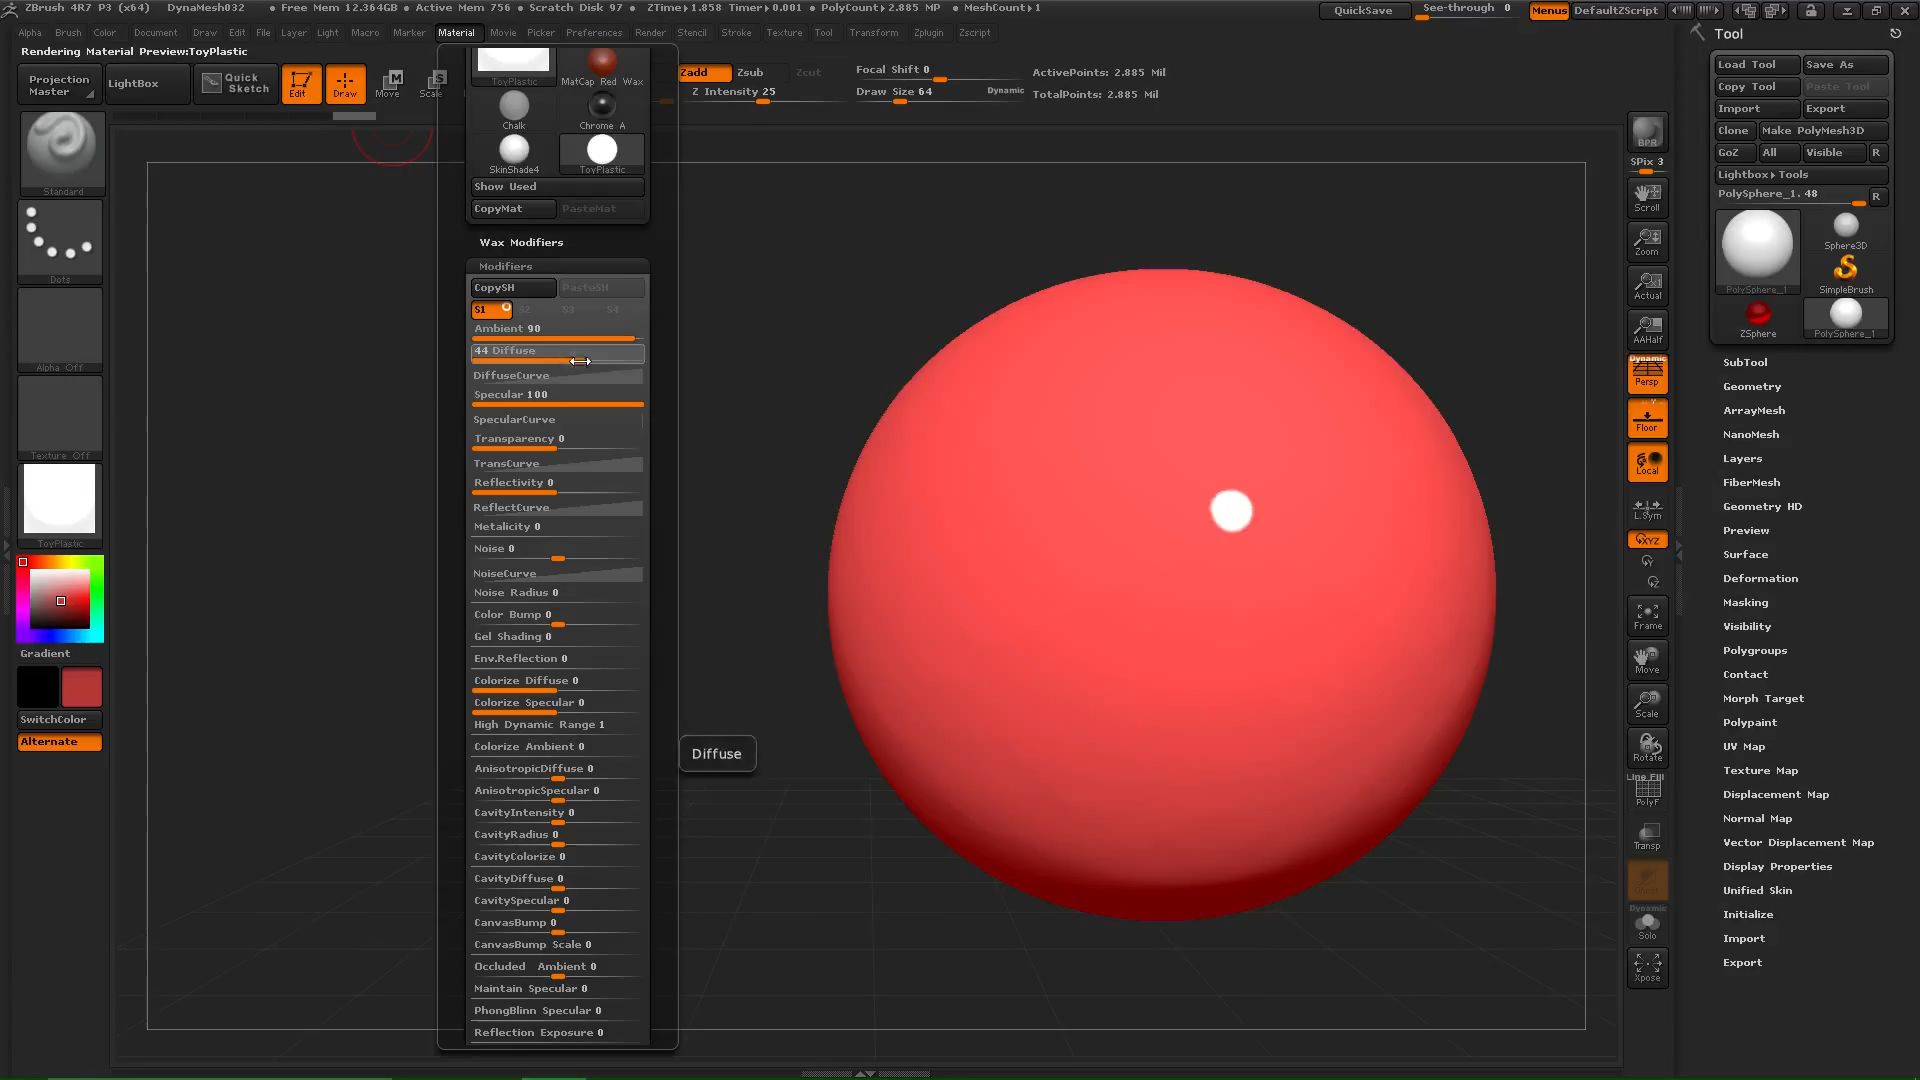 ZBrush 4R7 P3 (x64) DynaMesh032 • Free Mem 12.364GB • Active Mem 756 • Scratch Disk 97 • ZTime▸1.858 Timer▸0.001 • PolyCount▸2.885 MP • MeshCount▸1 QuickSave See-through 0 Menus DefaultZScript
Alpha Brush Color Document Draw Edit File Layer Light Macro Marker Material Movie Picker Preferences Render Stencil Stroke Texture Tool Transform Zplugin Zscript
Rendering Material Preview:ToyPlastic
Projection Master
LightBox
Quick Sketch
Edit
Draw
Move
Scale
Zadd Zsub Zcut
Z Intensity 25
Focal Shift 0
Draw Size 64 Dynamic
ActivePoints: 2.885 Mil
TotalPoints: 2.885 Mil
Standard
Dots
Alpha Off
Texture Off
ToyPlastic
Gradient
SwitchColor
Alternate
ToyPlastic MatCap Red Wax
Chalk Chrome A
SkinShade4 ToyPlastic
Show Used
CopyMat PasteMat
Wax Modifiers
Modifiers
CopySH PasteSH
S1 S2 S3 S4
Ambient 90
44 Diffuse
DiffuseCurve
Specular 100
SpecularCurve
Transparency 0
TransCurve
Reflectivity 0
ReflectCurve
Metalicity 0
Noise 0
NoiseCurve
Noise Radius 0
Color Bump 0
Gel Shading 0
Env.Reflection 0
Colorize Diffuse 0
Colorize Specular 0
High Dynamic Range 1
Colorize Ambient 0
AnisotropicDiffuse 0
AnisotropicSpecular 0
CavityIntensity 0
CavityRadius 0
CavityColorize 0
CavityDiffuse 0
CavitySpecular 0
CanvasBump 0
CanvasBump Scale 0
Occluded Ambient 0
Maintain Specular 0
PhongBlinn Specular 0
Reflection Exposure 0
Diffuse
BPR
SPix 3
Scroll
Zoom
Actual
AAHalf
Dynamic
Persp
Floor
Local
L.Sym
XYZ
Frame
Move
Scale
Rotate
Line Fill
PolyF
Transp
Ghost
Dynamic
Solo
Xpose
Tool
Load Tool Save As
Copy Tool Paste Tool
Import Export
Clone Make PolyMesh3D
GoZ All Visible R
Lightbox▸Tools
PolySphere_1. 48 R
PolySphere_1
Sphere3D
SimpleBrush
ZSphere
PolySphere_1
SubTool
Geometry
ArrayMesh
NanoMesh
Layers
FiberMesh
Geometry HD
Preview
Surface
Deformation
Masking
Visibility
Polygroups
Contact
Morph Target
Polypaint
UV Map
Texture Map
Displacement Map
Normal Map
Vector Displacement Map
Display Properties
Unified Skin
Initialize
Import
Export